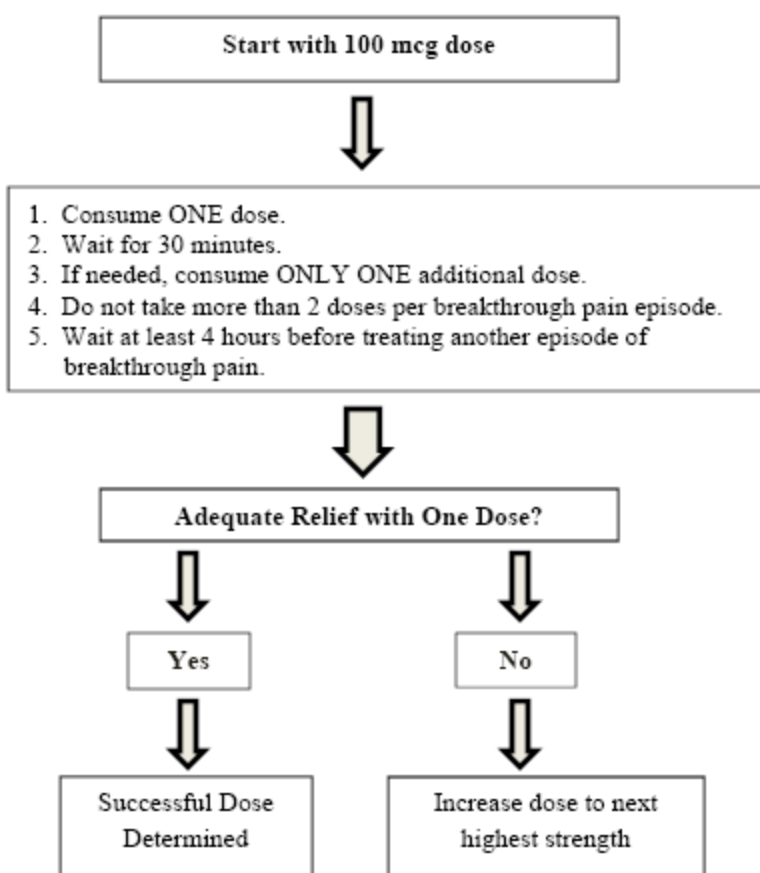 Start with 100 mcg dose
1. Consume ONE dose.
2. Wait for 30 minutes.
3. If needed, consume ONLY ONE additional dose.
4. Do not take more than 2 doses per breakthrough pain episode.
5. Wait at least 4 hours before treating another episode of
breakthrough pain.
Adequate Relief with One Dose?
Yes
No
Successful Dose
Determined
Increase dose to next
highest strength